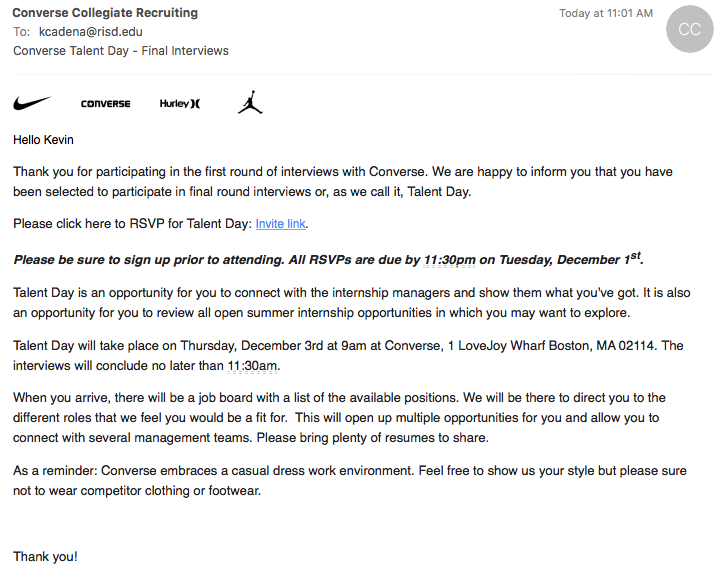 Converse Collegiate Recruiting
Today at 11:01 AM
CC
To: kcadena@risd.edu
Converse Talent Day - Final Interviews
CONVERSE Hurley
Hello Kevin
Thank you for participating in the first round of interviews with Converse. We are happy to inform you that you have
been selected to participate in final round interviews or, as we call it, Talent Day.
Please click here to RSVP for Talent Day: Invite link.
Please be sure to sign up prior to attending. All RSVPs are due by 11:30pm on Tuesday, December 1st.
Talent Day is an opportunity for you to connect with the internship managers and show them what you've got. It is also
an opportunity for you to review all open summer internship opportunities in which you may want to explore.
Talent Day will take place on Thursday, December 3rd at 9am at Converse, 1 LoveJoy Wharf Boston, MA 02114. The
interviews will conclude no later than 11:30am.
When you arrive, there will be a job board with a list of the available positions. We will be there to direct you to the
different roles that we feel you would be a fit for.  This will open up multiple opportunities for you and allow you to
connect with several management teams. Please bring plenty of resumes to share.
As a reminder: Converse embraces a casual dress work environment. Feel free to show us your style but please sure
not to wear competitor clothing or footwear.
Thank you!